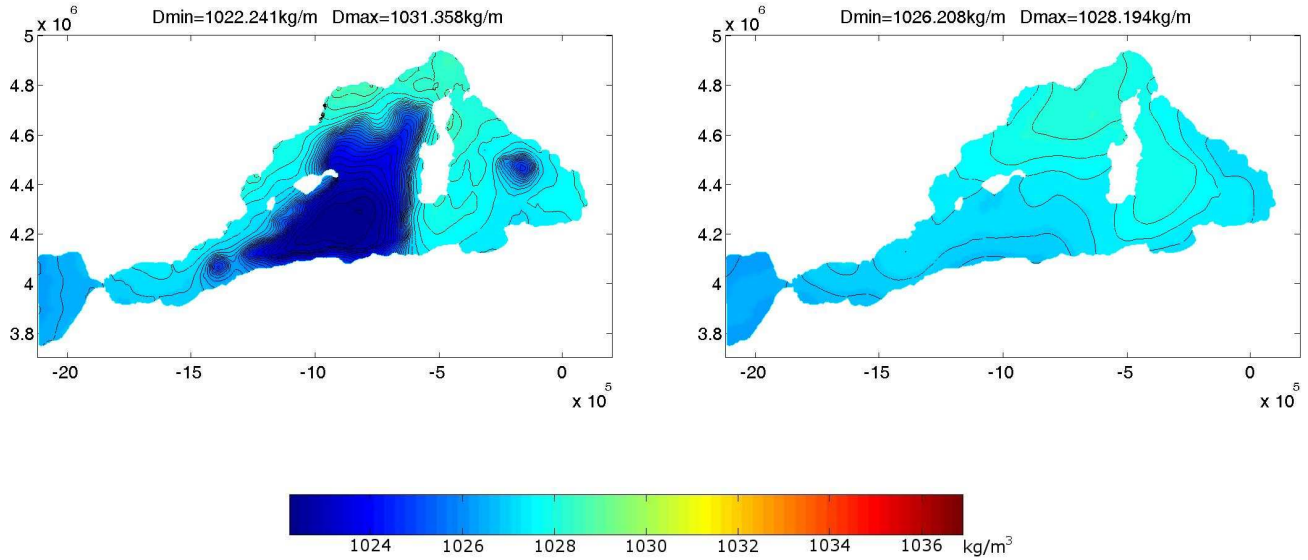 Dmin=1022.241kg/m Dmax=1031.358kg/m
x 10^6
5
4.8
4.6
4.4
4.2
4
3.8
-20 -15 -10 -5 0
x 10^5
Dmin=1026.208kg/m Dmax=1028.194kg/m
x 10^6
5
4.8
4.6
4.4
4.2
4
3.8
-20 -15 -10 -5 0
x 10^5
1024 1026 1028 1030 1032 1034 1036 kg/m³